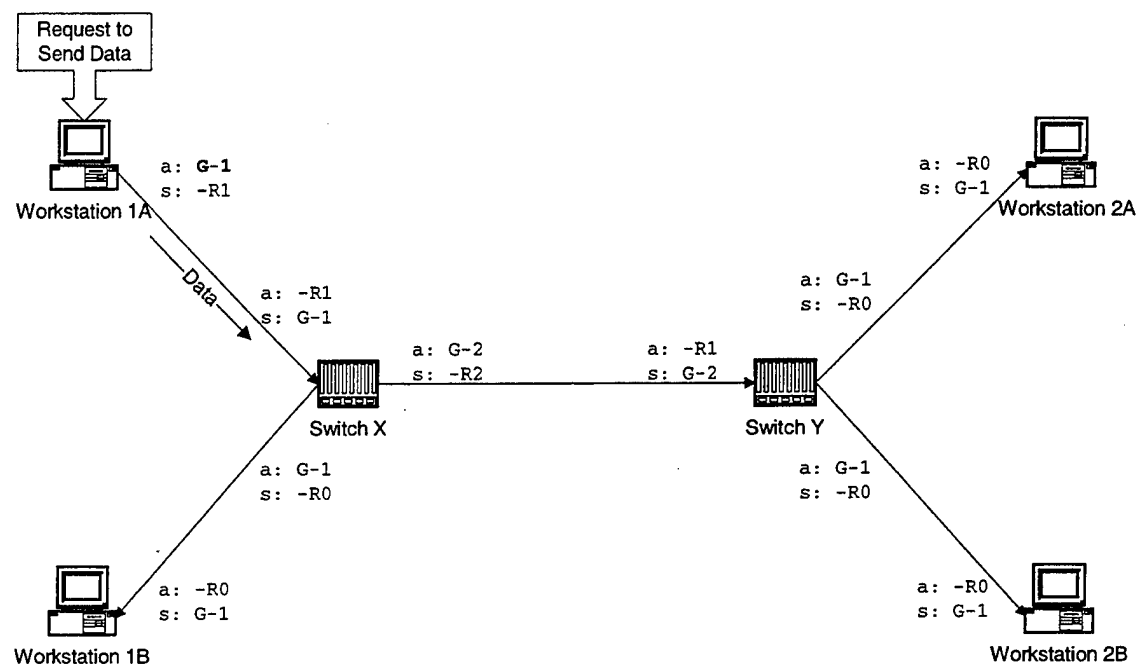 Request to
Send Data
a: G-1
s: -R1
Workstation 1A
a: -R0
s: G-1
Workstation 2A
Data
a: -R1
s: G-1
a: G-1
s: -R0
a: G-2
s: -R2
a: -R1
s: G-2
Switch X
Switch Y
a: G-1
s: -R0
a: G-1
s: -R0
a: -R0
s: G-1
Workstation 1B
a: -R0
s: G-1
Workstation 2B